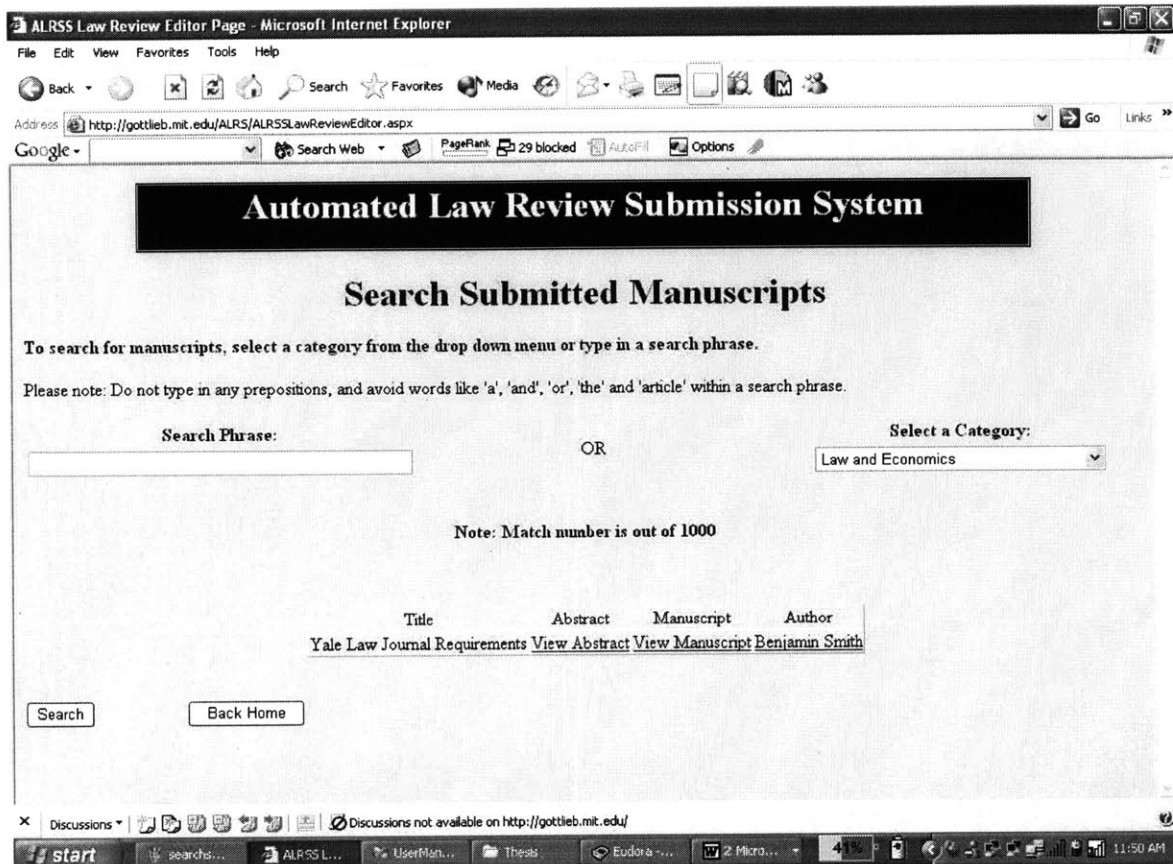 ALRSS Law Review Editor Page - Microsoft Internet Explorer
File Edit View Favorites Tools Help
Back Search Favorites Media
Address http://gottlieb.mit.edu/ALRS/ALRSSLawReviewEditor.aspx Go Links »
Google Search Web PageRank 29 blocked AutoFill Options
Automated Law Review Submission System
Search Submitted Manuscripts
To search for manuscripts, select a category from the drop down menu or type in a search phrase.
Please note: Do not type in any prepositions, and avoid words like 'a', 'and', 'or', 'the' and 'article' within a search phrase.
Search Phrase: OR Select a Category:
Law and Economics
Note: Match number is out of 1000
Title Abstract Manuscript Author
Yale Law Journal Requirements View Abstract View Manuscript Benjamin Smith
Search Back Home
Discussions Discussions not available on http://gottlieb.mit.edu/
start searchs... ALRSS L... UserMan... Thesis Eudora -... 2 Micro... 41% 11:50 AM